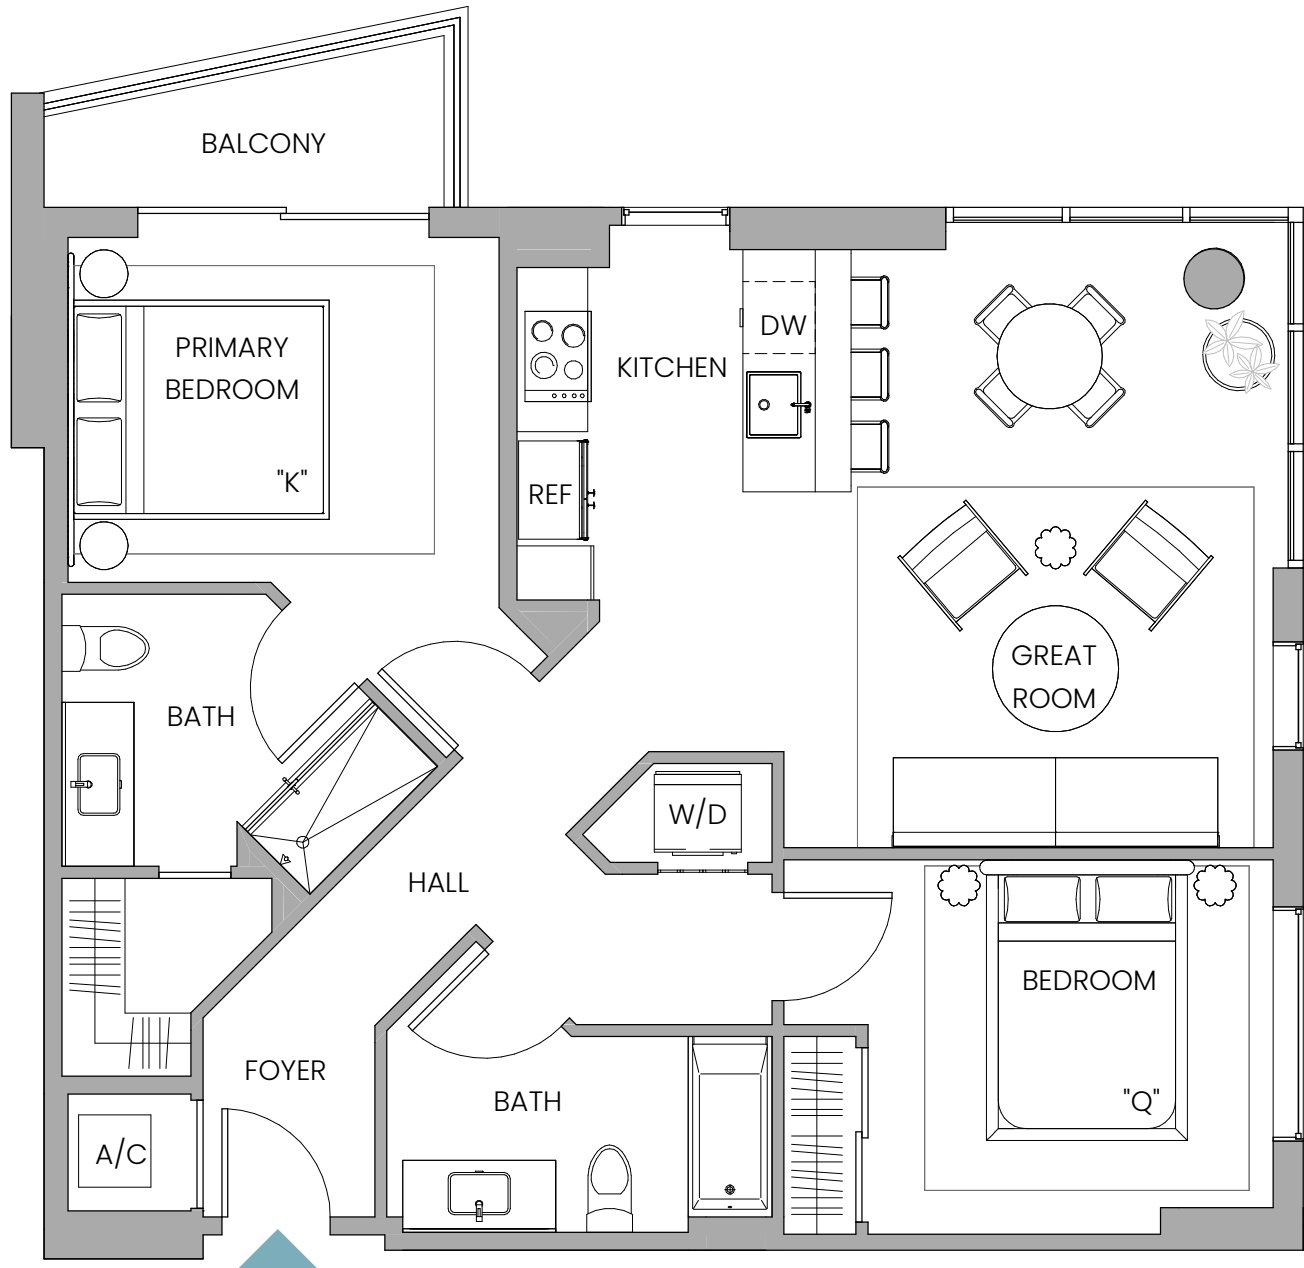 BALCONY
PRIMARY
BEDROOM
"K"
KITCHEN
DW
REF
GREAT
ROOM
BATH
W/D
HALL
BEDROOM
"Q"
FOYER
BATH
A/C